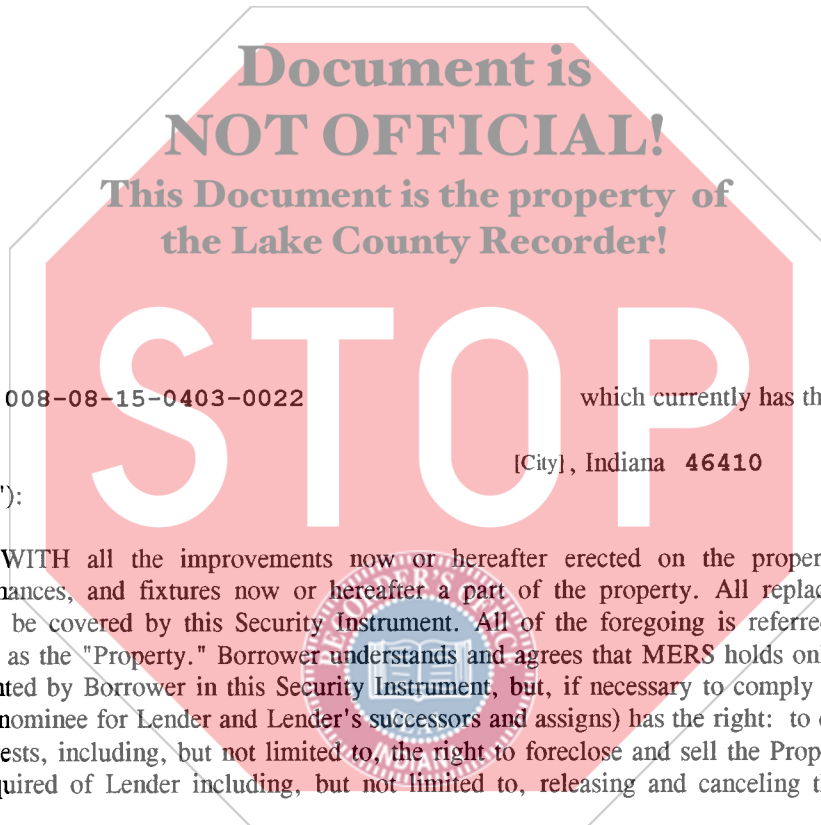 Document is
NOT OFFICIAL!
This Document is the property of
the Lake County Recorder!
STOP
008-08-15-0403-0022 which currently has th
[City], Indiana 46410
"):
WITH all the improvements now or hereafter erected on the proper
nances, and fixtures now or hereafter a part of the property. All replac
be covered by this Security Instrument. All of the foregoing is referre
as the "Property." Borrower understands and agrees that MERS holds onl
nted by Borrower in this Security Instrument, but, if necessary to comply
nominee for Lender and Lender's successors and assigns) has the right: to
ests, including, but not limited to, the right to foreclose and sell the Prop
quired of Lender including, but not limited to, releasing and canceling th
RECORDER'S OFFICE
INDIANA